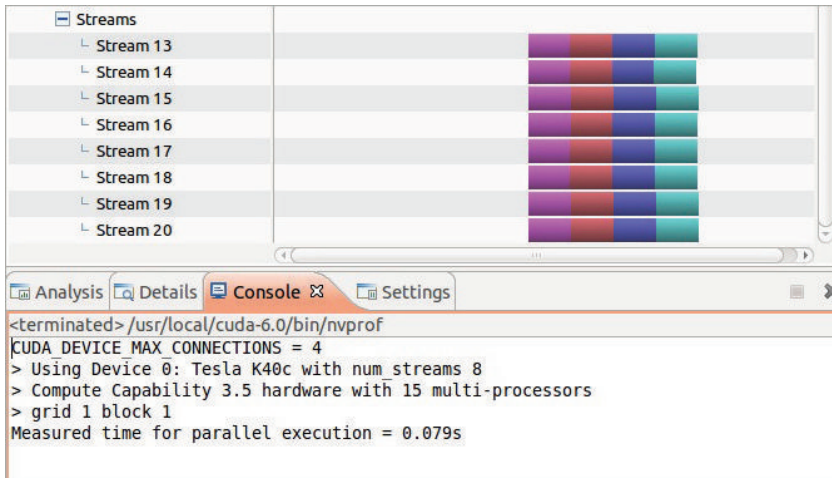 Streams
Stream 13
Stream 14
Stream 15
Stream 16
Stream 17
Stream 18
Stream 19
Stream 20
Analysis Details Console Settings
<terminated> /usr/local/cuda-6.0/bin/nvprof
CUDA_DEVICE_MAX_CONNECTIONS = 4
> Using Device 0: Tesla K40c with num_streams 8
> Compute Capability 3.5 hardware with 15 multi-processors
> grid 1 block 1
Measured time for parallel execution = 0.079s